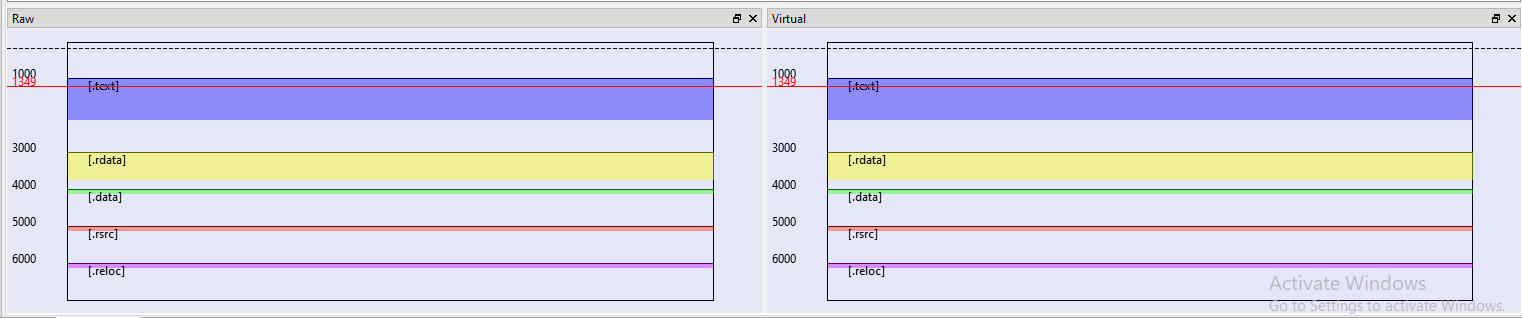 Raw
1000
1349
[.text]
3000
[.rdata]
4000
[.data]
5000
[.rsrc]
6000
[.reloc]
Virtual
1000
1349
[.text]
3000
[.rdata]
4000
[.data]
5000
[.rsrc]
6000
[.reloc]
Activate Windows
Go to Settings to activate Windows.